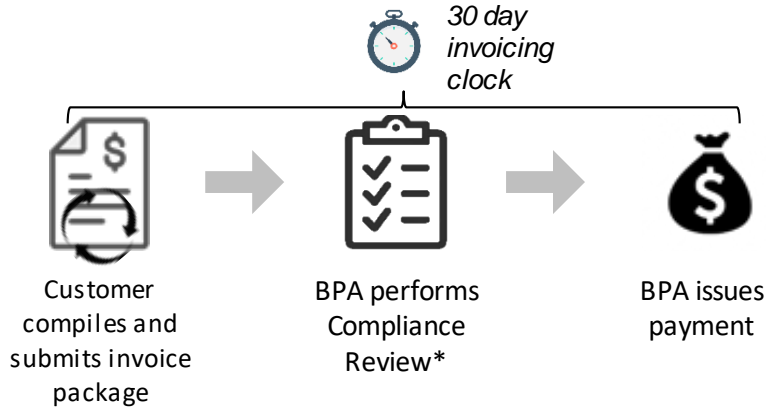 30 day
invoicing
clock
$
$
Customer
compiles and
submits invoice
package
BPA performs
Compliance
Review*
BPA issues
payment